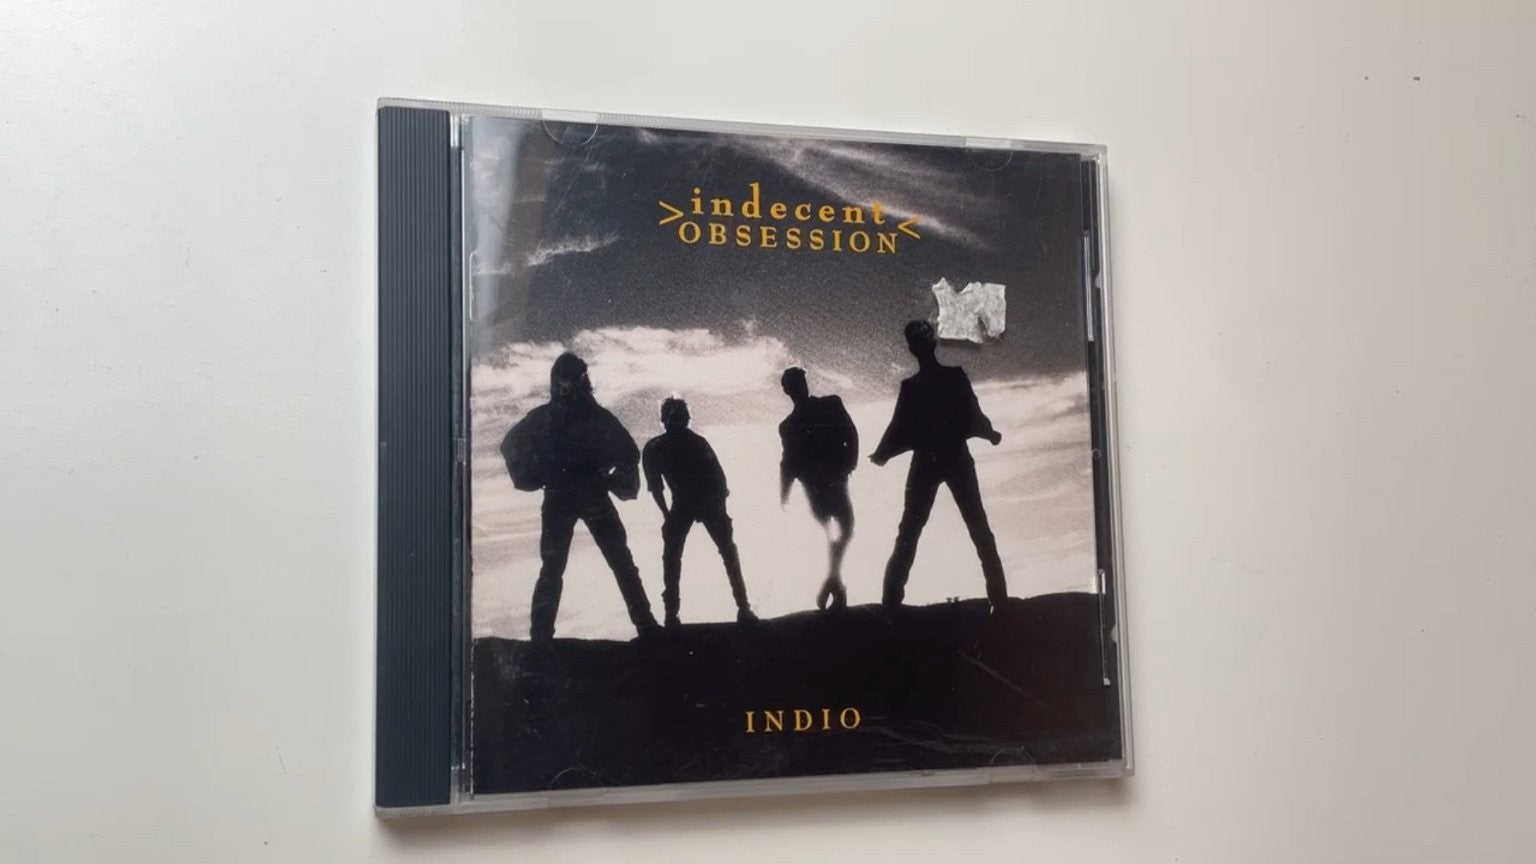 >indecent<
OBSESSION
INDIO